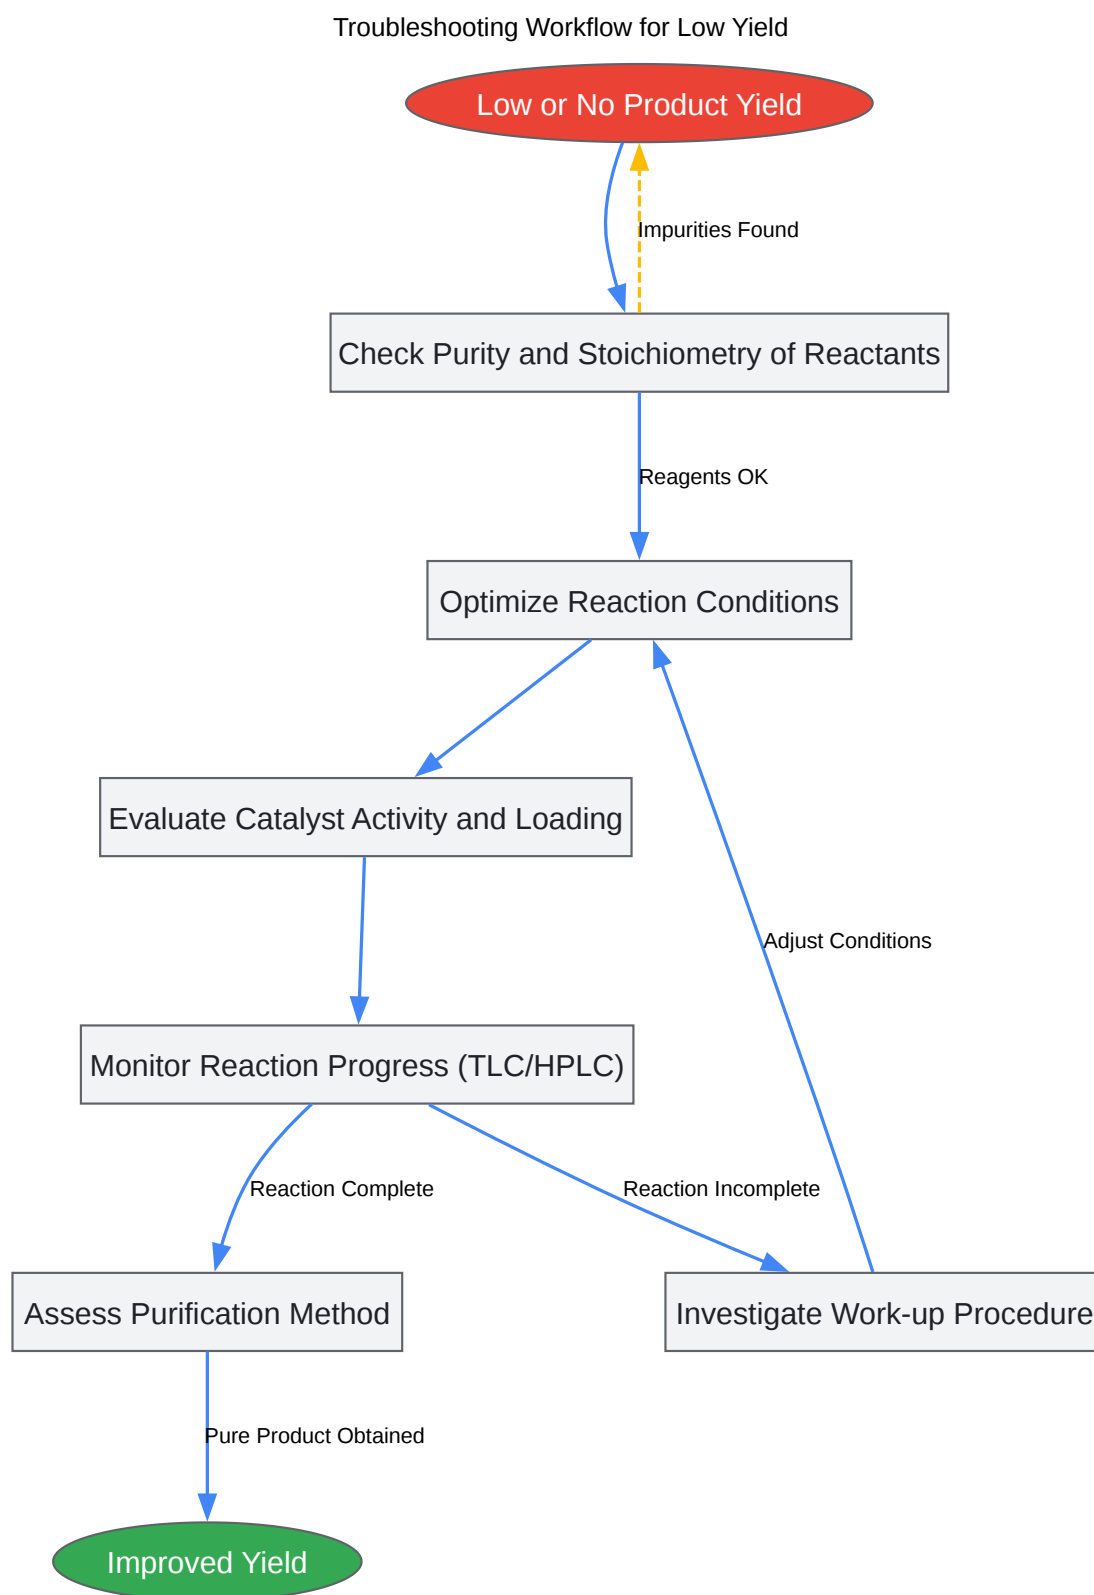 Troubleshooting Workflow for Low Yield
Low or No Product Yield
Impurities Found
Check Purity and Stoichiometry of Reactants
Reagents OK
Optimize Reaction Conditions
Evaluate Catalyst Activity and Loading
Adjust Conditions
Monitor Reaction Progress (TLC/HPLC)
Reaction Complete
Reaction Incomplete
Assess Purification Method
Investigate Work-up Procedure
Pure Product Obtained
Improved Yield